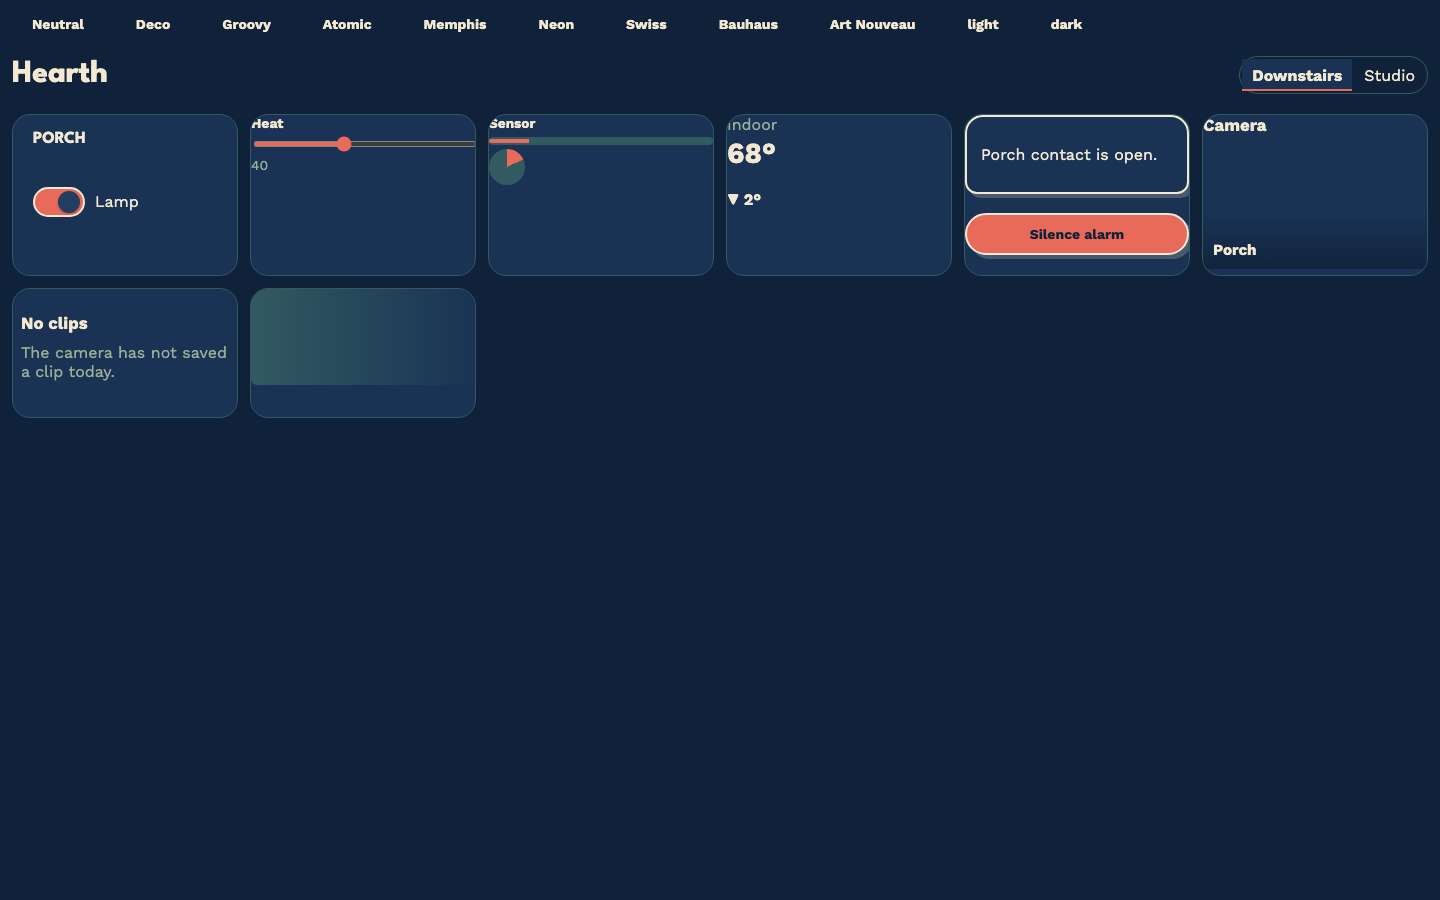 Neutral Deco Groovy Atomic Memphis Neon Swiss Bauhaus Art Nouveau light dark
Hearth
Downstairs Studio
PORCH
Lamp
Heat
40
Sensor
Indoor
68°
▼ 2°
Porch contact is open.
Silence alarm
Camera
Porch
No clips
The camera has not saved
a clip today.